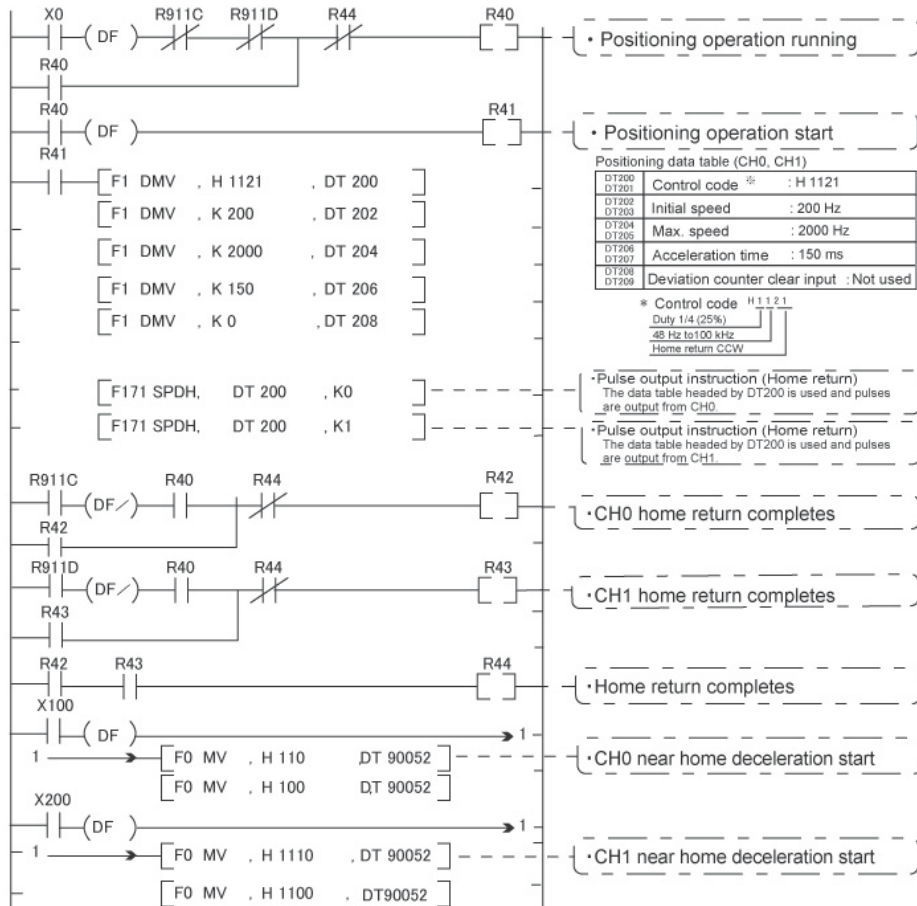 X0 R911C R911D R44 R40
( DF )
· Positioning operation running
R40
R40 R41
( DF )
· Positioning operation start
R41
F1 DMV , H 1121 , DT 200
F1 DMV , K 200 , DT 202
F1 DMV , K 2000 , DT 204
F1 DMV , K 150 , DT 206
F1 DMV , K 0 ,DT 208
Positioning data table (CH0, CH1)
DT200
DT201
Control code ※ : H 1121
DT202
DT203
Initial speed : 200 Hz
DT204
DT205
Max. speed : 2000 Hz
DT206
DT207
Acceleration time : 150 ms
DT208
DT209
Deviation counter clear input : Not used
* Control code H 1 1 2 1
Duty 1/4 (25%)
48 Hz to100 kHz
Home return CCW
F171 SPDH, DT 200 , K0
·Pulse output instruction (Home return)
The data table headed by DT200 is used and pulses
are output from CH0.
F171 SPDH, DT 200 , K1
·Pulse output instruction (Home return)
The data table headed by DT200 is used and pulses
are output from CH1.
R911C R40 R44 R42
(DF/)
·CH0 home return completes
R42
R911D R40 R44 R43
(DF/)
·CH1 home return completes
R43
R42 R43 R44
·Home return completes
X100
( DF )
1
1
F0 MV , H 110 ,DT 90052
·CH0 near home deceleration start
F0 MV , H 100 D,T 90052
X200
(DF )
1
1
F0 MV , H 1110 , DT 90052
·CH1 near home deceleration start
F0 MV , H 1100 , DT90052